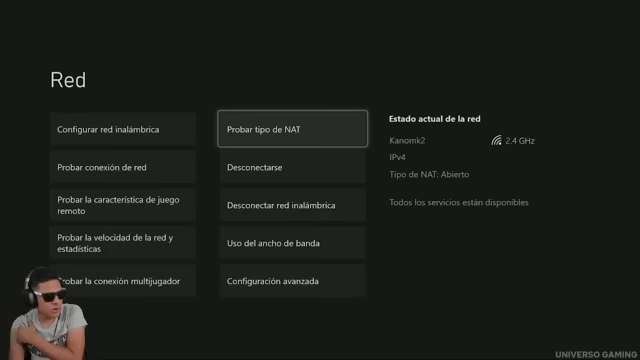 Red
Configurar red inalámbrica
Probar conexión de red
Probar la característica de juego
remoto
Probar la velocidad de la red y
estadísticas
Probar la conexión multijugador
Probar tipo de NAT
Desconectarse
Desconectar red inalámbrica
Uso del ancho de banda
Configuración avanzada
Estado actual de la red
Kanomk2 2.4 GHz
IPv4
Tipo de NAT: Abierto
Todos los servicios están disponibles
UNIVERSO GAMING